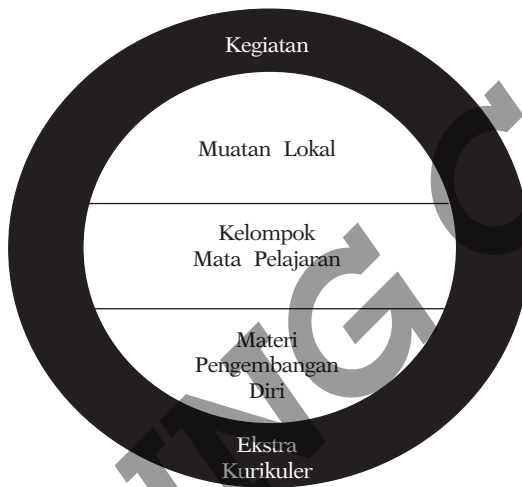 Kegiatan
Muatan Lokal
Kelompok
Mata Pelajaran
Materi
Pengembangan
Diri
Ekstra
Kurikuler